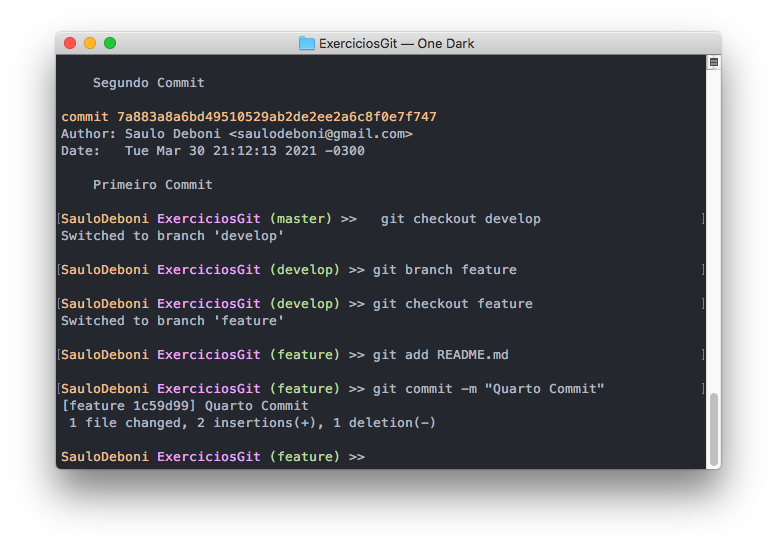 ExerciciosGit — One Dark
Segundo Commit
commit 7a883a8a6bd49510529ab2de2ee2a6c8f0e7f747
Author: Saulo Deboni <saulodeboni@gmail.com>
Date:   Tue Mar 30 21:12:13 2021 -0300
Primeiro Commit
[SauloDeboni ExerciciosGit (master) >>   git checkout develop ]
Switched to branch 'develop'
[SauloDeboni ExerciciosGit (develop) >> git branch feature ]
[SauloDeboni ExerciciosGit (develop) >> git checkout feature ]
Switched to branch 'feature'
[SauloDeboni ExerciciosGit (feature) >> git add README.md ]
[SauloDeboni ExerciciosGit (feature) >> git commit -m "Quarto Commit" ]
[feature 1c59d99] Quarto Commit
1 file changed, 2 insertions(+), 1 deletion(-)
SauloDeboni ExerciciosGit (feature) >>